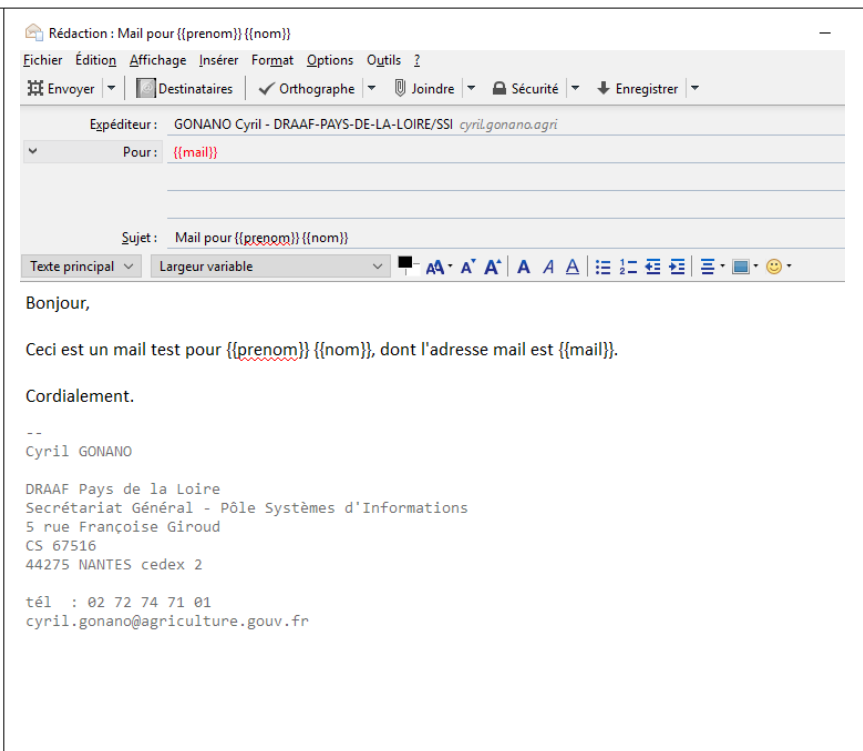 Rédaction : Mail pour {{prenom}} {{nom}}
Fichier Édition Affichage Insérer Format Options Outils ?
Envoyer Destinataires Orthographe Joindre Sécurité Enregistrer
Expéditeur : GONANO Cyril - DRAAF-PAYS-DE-LA-LOIRE/SSI cyril.gonano.agri
Pour : {{mail}}
Sujet : Mail pour {{prenom}} {{nom}}
Texte principal Largeur variable
Bonjour,
Ceci est un mail test pour {{prenom}} {{nom}}, dont l'adresse mail est {{mail}}.
Cordialement.
--
Cyril GONANO
DRAAF Pays de la Loire
Secrétariat Général - Pôle Systèmes d'Informations
5 rue Françoise Giroud
CS 67516
44275 NANTES cedex 2
tél : 02 72 74 71 01
cyril.gonano@agriculture.gouv.fr